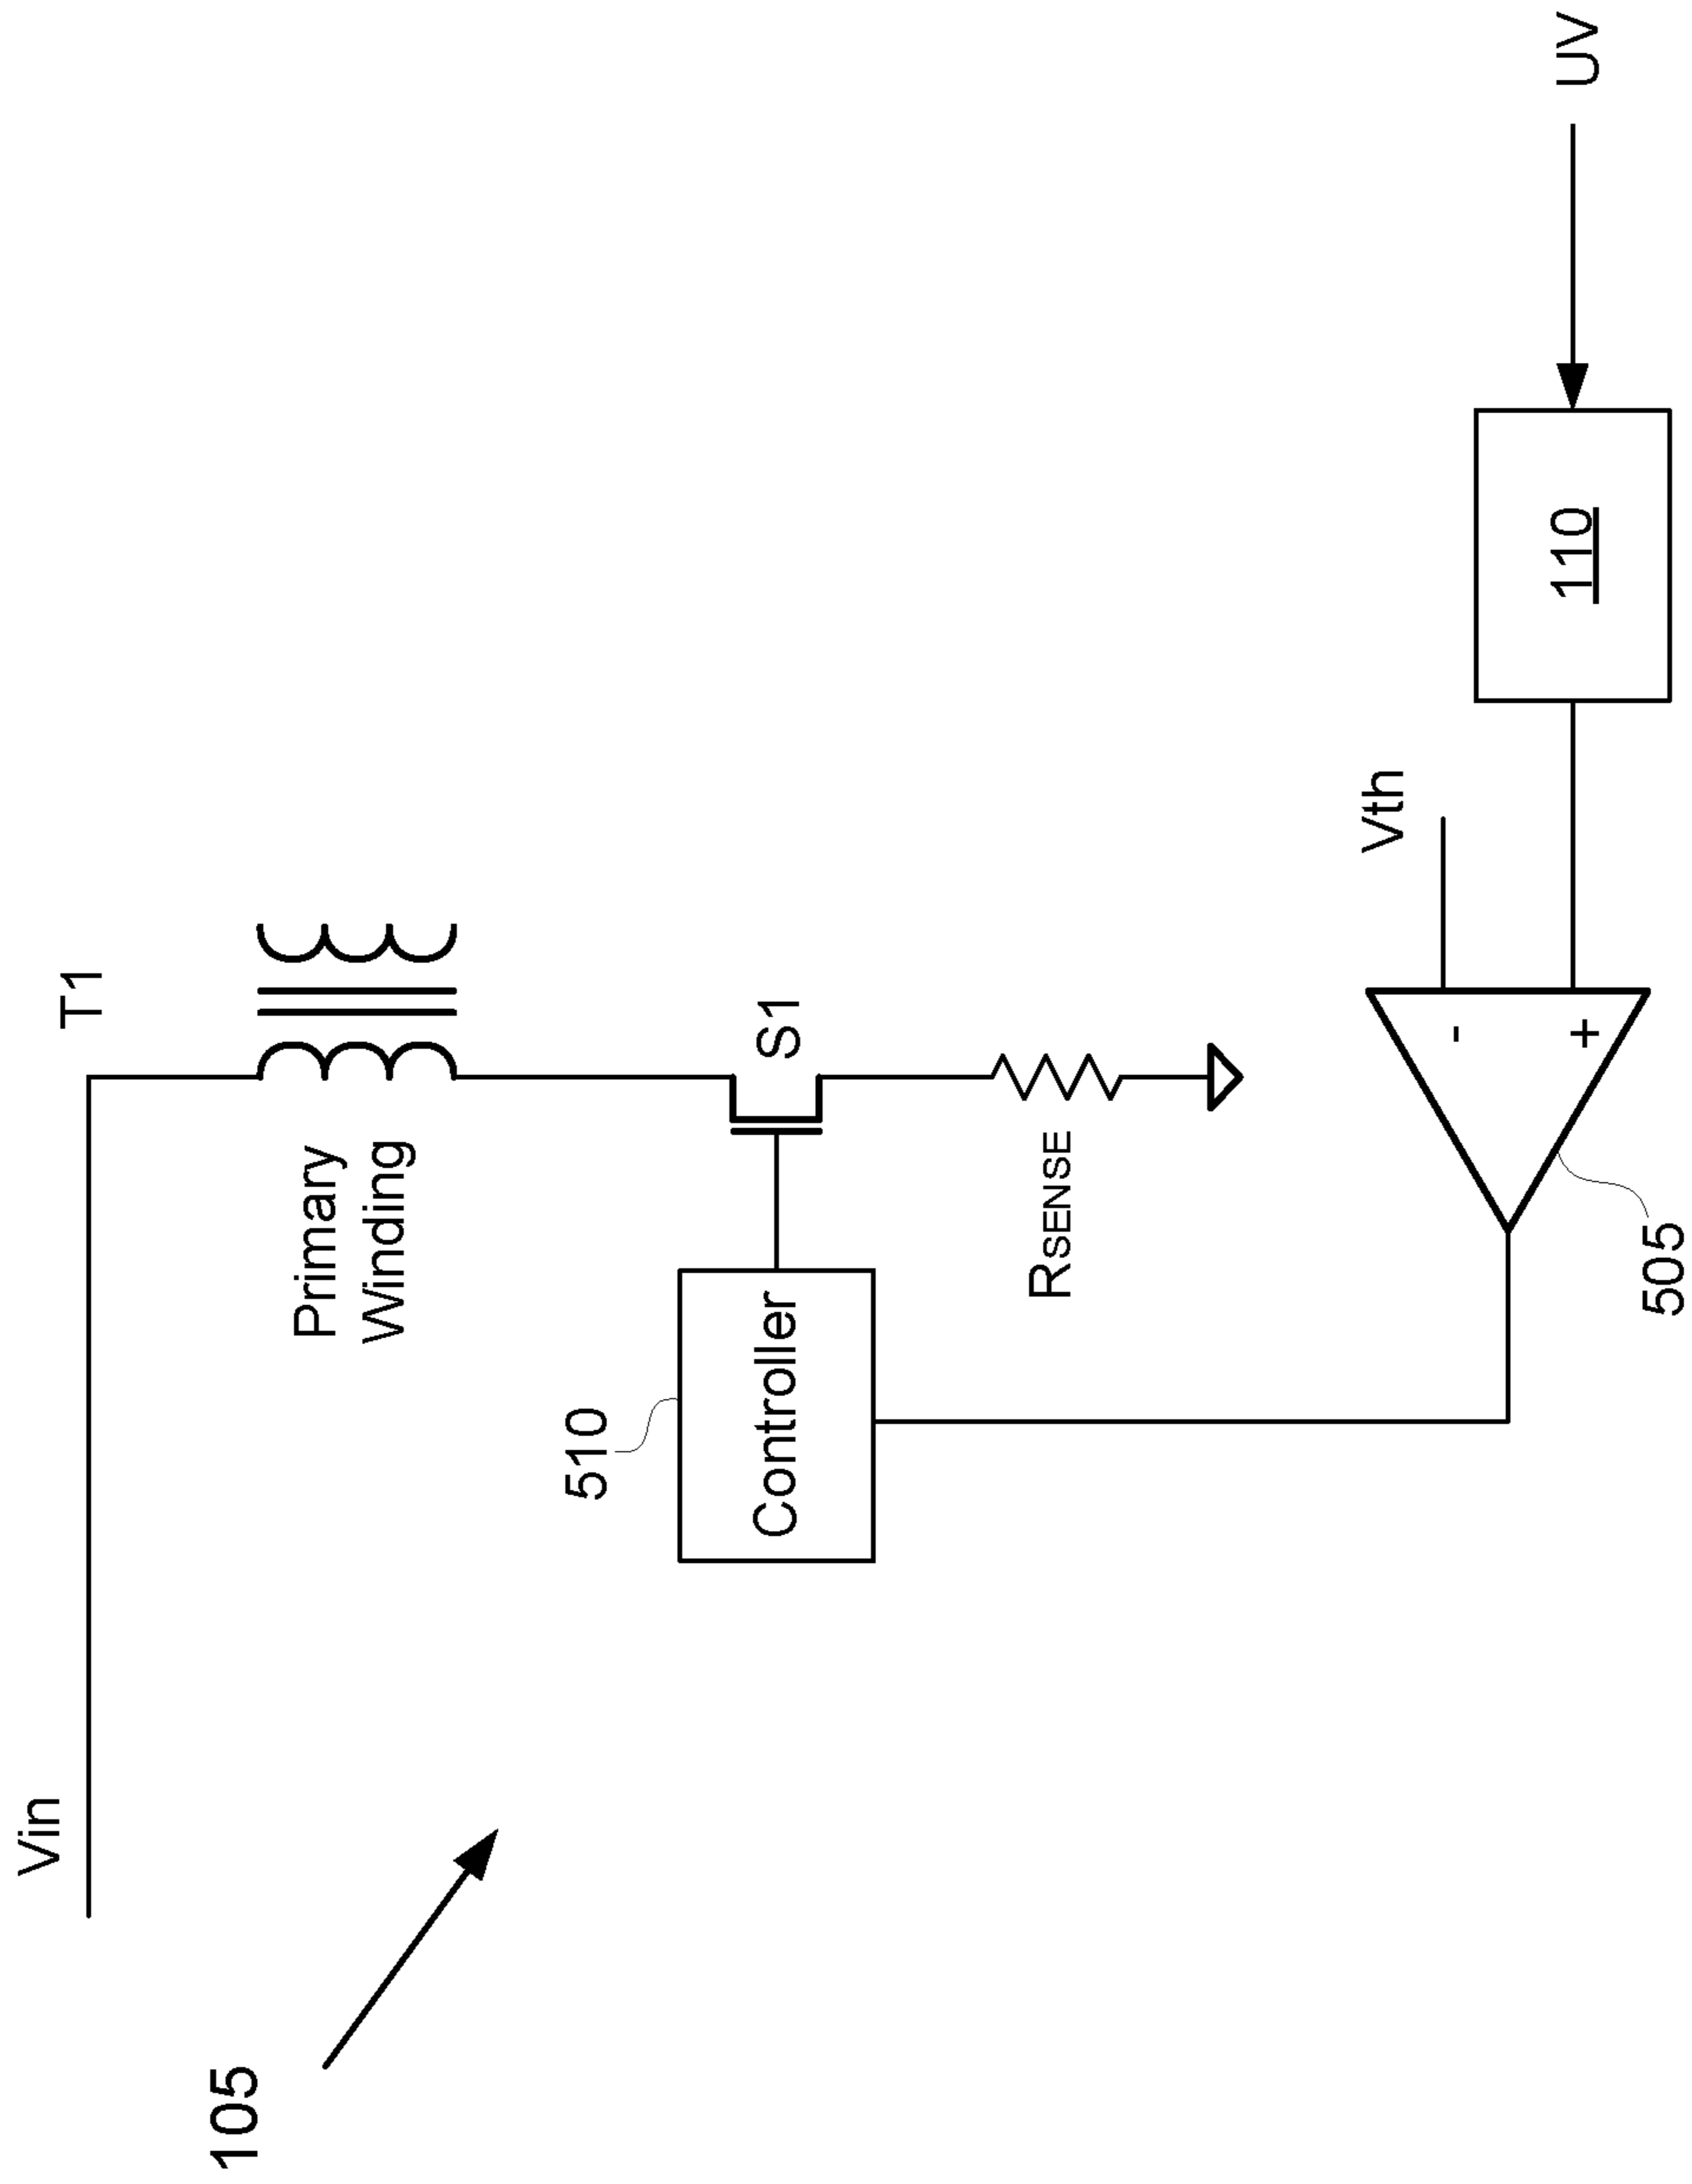 105
Vin
T1
Primary
Winding
510
Controller
S1
RSENSE
Vth
-
+
505
110
UV